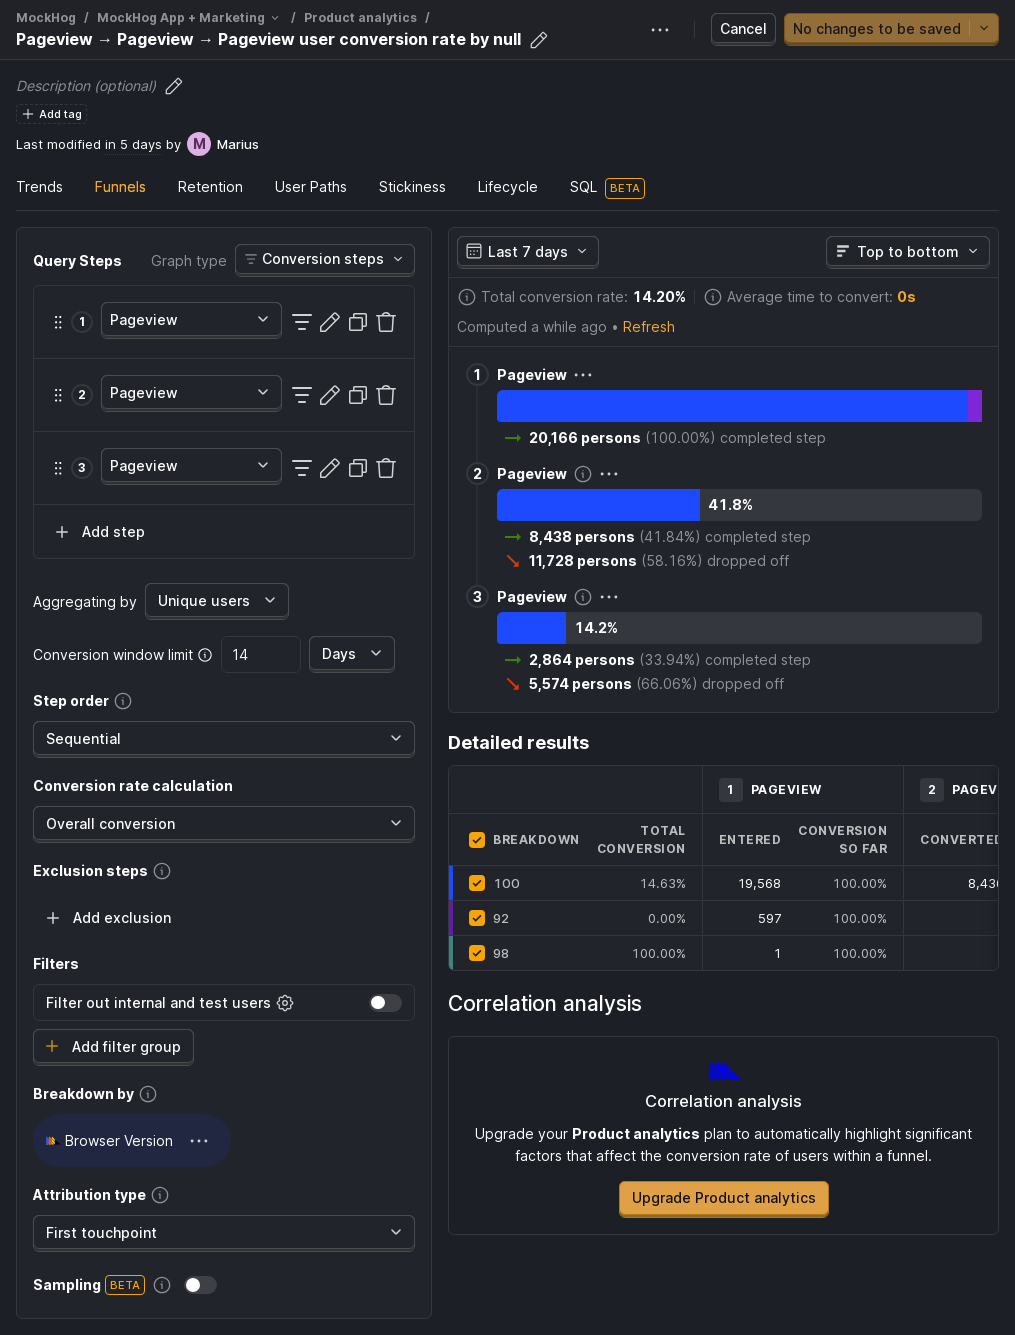 MockHog / MockHog App + Marketing / Product analytics /
Pageview → Pageview → Pageview user conversion rate by null
Cancel
No changes to be saved
Description (optional)
Add tag
Last modified in 5 days by M Marius
Trends Funnels Retention User Paths Stickiness Lifecycle SQL BETA
Query Steps Graph type Conversion steps
1 Pageview
2 Pageview
3 Pageview
Add step
Aggregating by Unique users
Conversion window limit 14 Days
Step order
Sequential
Conversion rate calculation
Overall conversion
Exclusion steps
Add exclusion
Filters
Filter out internal and test users
Add filter group
Breakdown by
Browser Version
Attribution type
First touchpoint
Sampling BETA
Last 7 days Top to bottom
Total conversion rate: 14.20% Average time to convert: 0s
Computed a while ago • Refresh
1 Pageview
20,166 persons (100.00%) completed step
2 Pageview
41.8%
8,438 persons (41.84%) completed step
11,728 persons (58.16%) dropped off
3 Pageview
14.2%
2,864 persons (33.94%) completed step
5,574 persons (66.06%) dropped off
Detailed results
1 PAGEVIEW 2 PAGEV
BREAKDOWN TOTAL CONVERSION ENTERED CONVERSION SO FAR CONVERTED
100 14.63% 19,568 100.00% 8,43
92 0.00% 597 100.00%
98 100.00% 1 100.00%
Correlation analysis
Correlation analysis
Upgrade your Product analytics plan to automatically highlight significant
factors that affect the conversion rate of users within a funnel.
Upgrade Product analytics